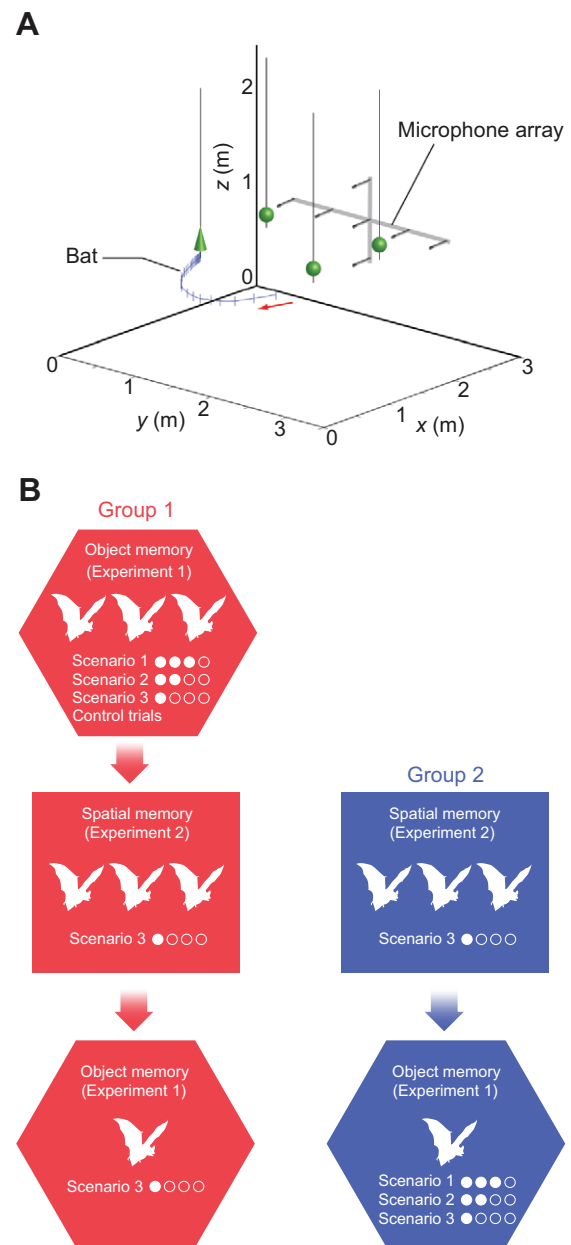 A
2
Microphone array
z (m)
1
Bat
0
0
3
1
2
2
1
3
y (m)
x (m)
0
B
Group 1
Object memory
(Experiment 1)
Scenario 1
Scenario 2
Scenario 3
Control trials
Group 2
Spatial memory
(Experiment 2)
Scenario 3
Spatial memory
(Experiment 2)
Scenario 3
Object memory
(Experiment 1)
Scenario 3
Object memory
(Experiment 1)
Scenario 1
Scenario 2
Scenario 3